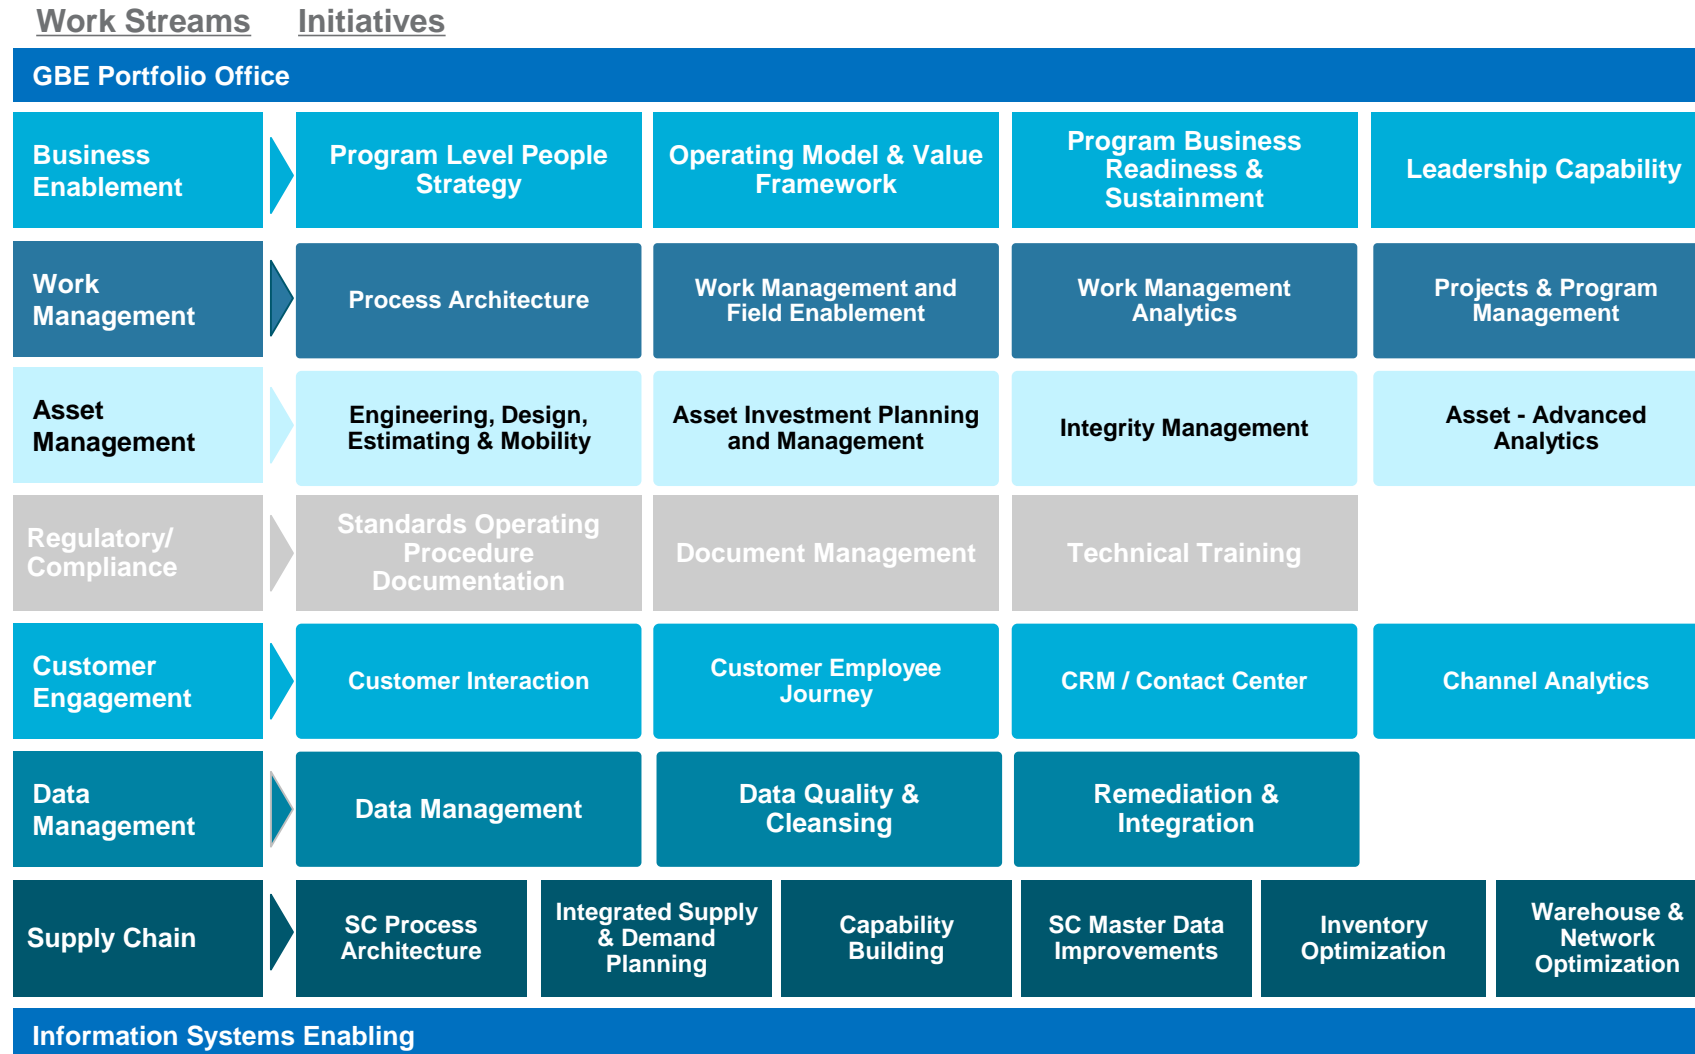 Work Streams
Initiatives
GBE Portfolio Office
Business
Enablement
Program Level People
Strategy
Operating Model & Value
Framework
Program Business
Readiness &
Sustainment
Leadership Capability
Work
Management
Process Architecture
Work Management and
Field Enablement
Work Management
Analytics
Projects & Program
Management
Asset
Management
Engineering, Design,
Estimating & Mobility
Asset Investment Planning
and Management
Integrity Management
Asset - Advanced
Analytics
Regulatory/
Compliance
Standards Operating
Procedure
Documentation
Document Management
Technical Training
Customer
Engagement
Customer Interaction
Customer Employee
Journey
CRM / Contact Center
Channel Analytics
Data
Management
Data Management
Data Quality &
Cleansing
Remediation &
Integration
Supply Chain
SC Process
Architecture
Integrated Supply
& Demand
Planning
Capability
Building
SC Master Data
Improvements
Inventory
Optimization
Warehouse &
Network
Optimization
Information Systems Enabling